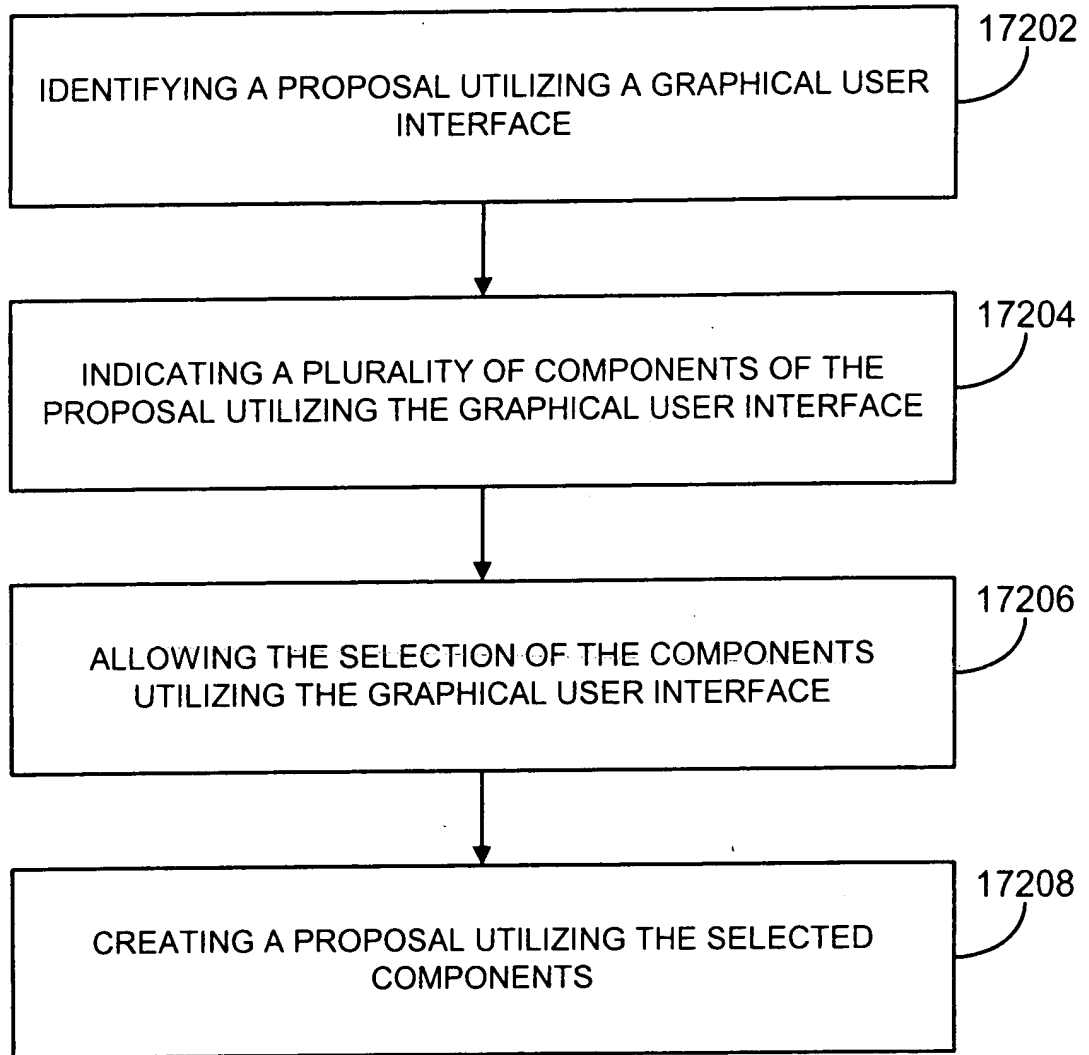 17202
IDENTIFYING A PROPOSAL UTILIZING A GRAPHICAL USER
INTERFACE
17204
INDICATING A PLURALITY OF COMPONENTS OF THE
PROPOSAL UTILIZING THE GRAPHICAL USER INTERFACE
17206
ALLOWING THE SELECTION OF THE COMPONENTS
UTILIZING THE GRAPHICAL USER INTERFACE
17208
CREATING A PROPOSAL UTILIZING THE SELECTED
COMPONENTS